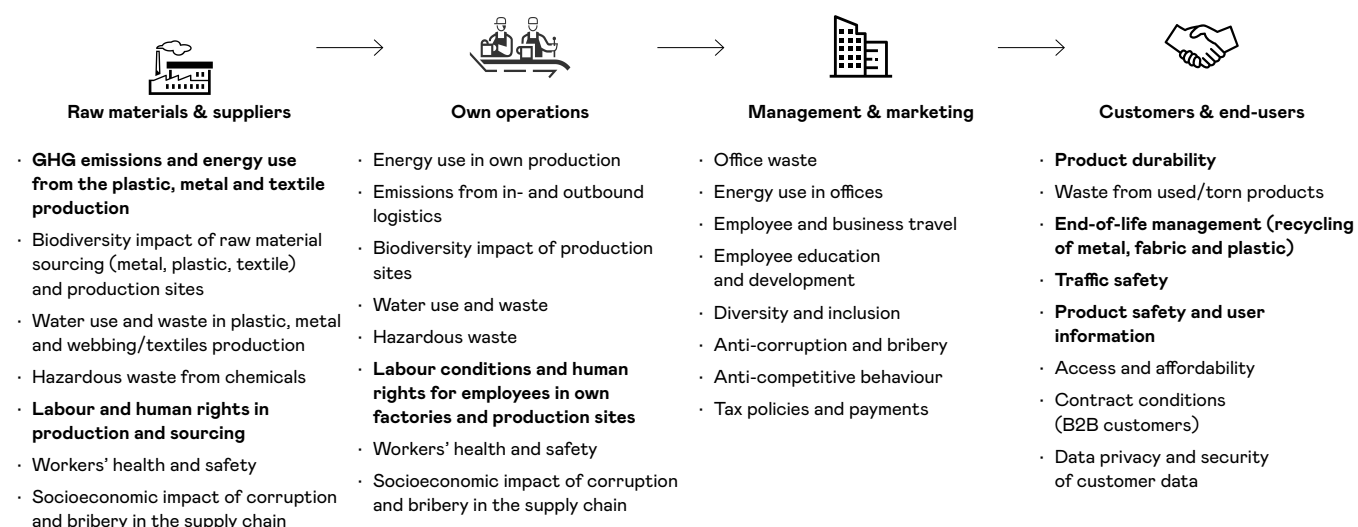 Raw materials & suppliers
· GHG emissions and energy use
from the plastic, metal and textile
production
· Biodiversity impact of raw material
sourcing (metal, plastic, textile)
and production sites
· Water use and waste in plastic, metal
and webbing/textiles production
· Hazardous waste from chemicals
· Labour and human rights in
production and sourcing
· Workers’ health and safety
· Socioeconomic impact of corruption
and bribery in the supply chain
Own operations
· Energy use in own production
· Emissions from in- and outbound
logistics
· Biodiversity impact of production
sites
· Water use and waste
· Hazardous waste
· Labour conditions and human
rights for employees in own
factories and production sites
· Workers’ health and safety
· Socioeconomic impact of corruption
and bribery in the supply chain
Management & marketing
· Office waste
· Energy use in offices
· Employee and business travel
· Employee education
and development
· Diversity and inclusion
· Anti-corruption and bribery
· Anti-competitive behaviour
· Tax policies and payments
Customers & end-users
· Product durability
· Waste from used/torn products
· End-of-life management (recycling
of metal, fabric and plastic)
· Traffic safety
· Product safety and user
information
· Access and affordability
· Contract conditions
(B2B customers)
· Data privacy and security
of customer data